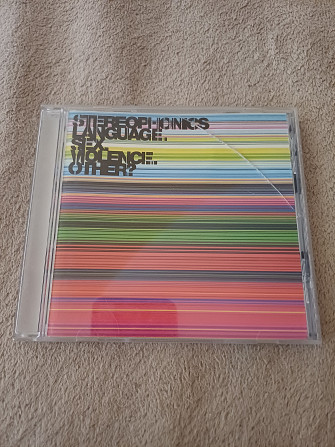 STEREOPHONICS
LANGUAGE.
SEX.
VIOLENCE.
OTHER?